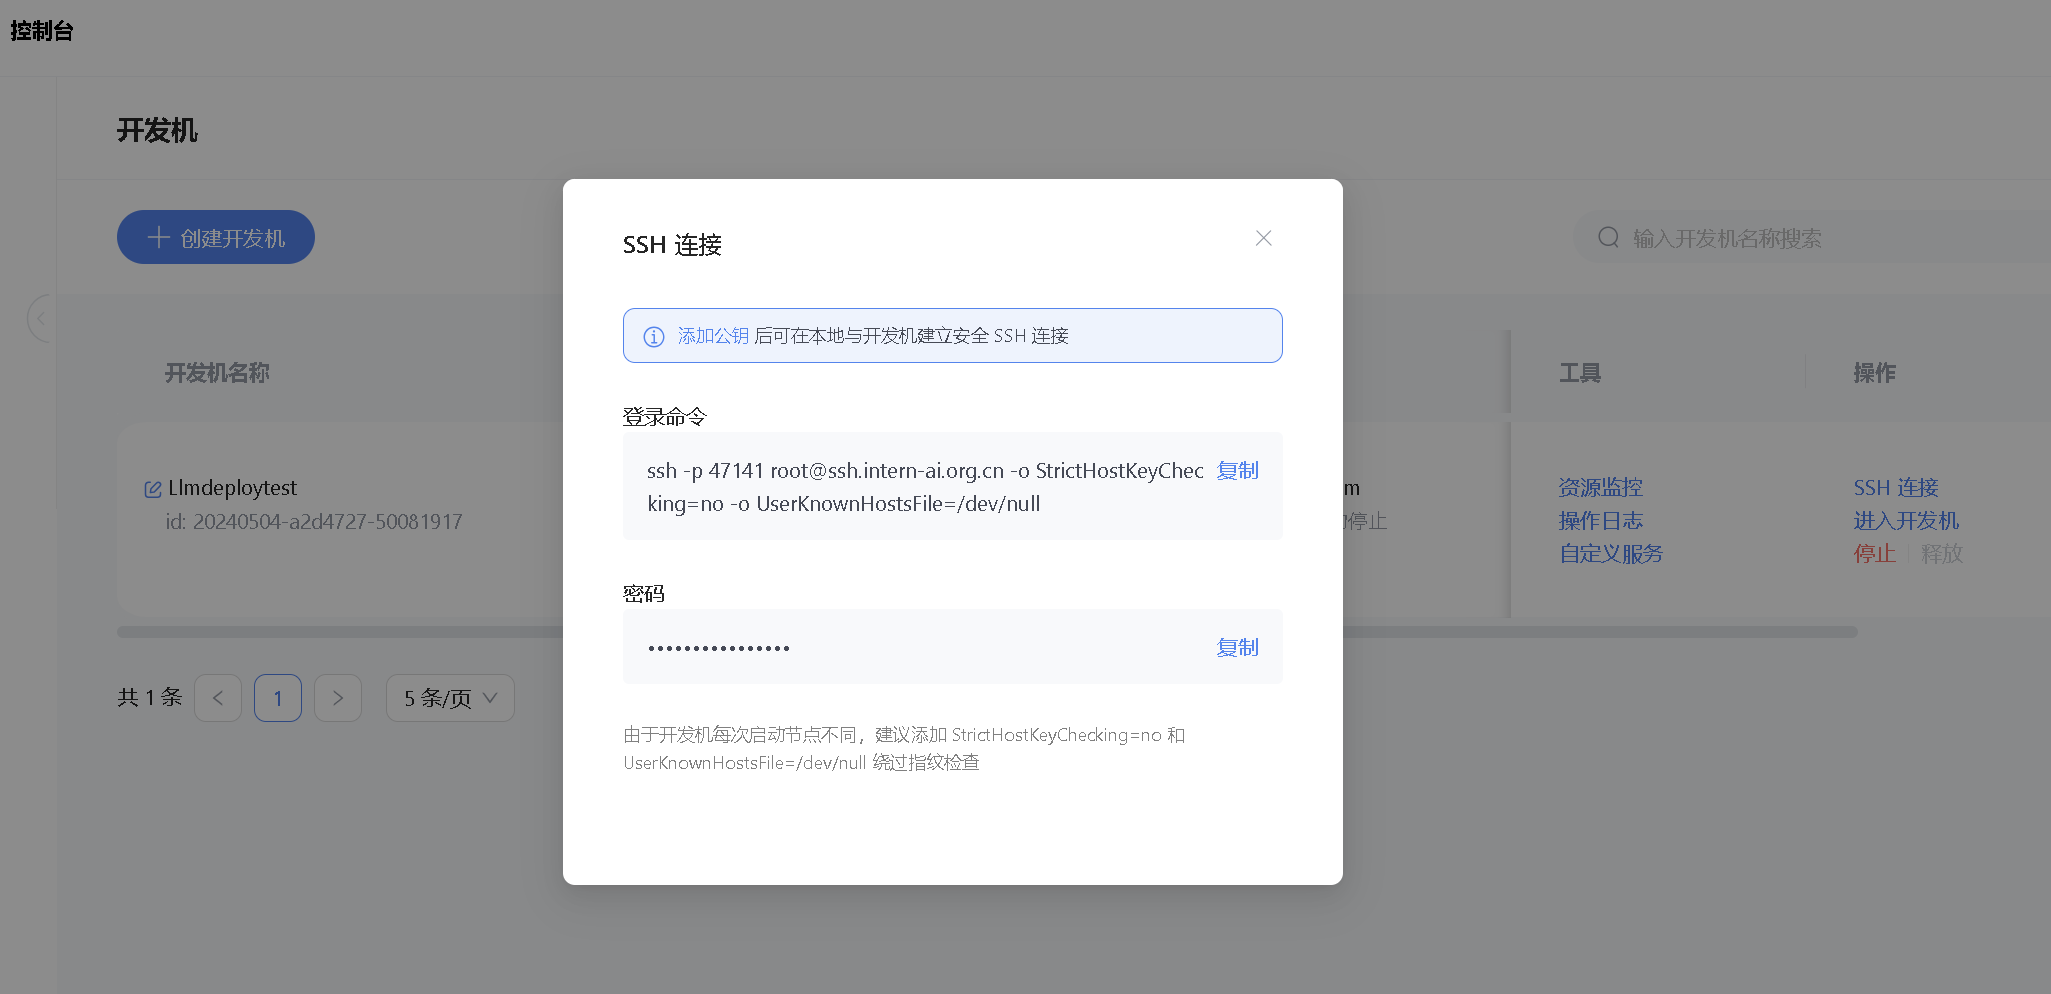 控制台
开发机
创建开发机
输入开发机名称搜索
开发机名称
工具
操作
Llmdeploytest
id: 20240504-a2d4727-50081917
m
停止
资源监控
操作日志
自定义服务
SSH 连接
进入开发机
停止 释放
共 1 条
1
5 条/页
SSH 连接
添加公钥 后可在本地与开发机建立安全 SSH 连接
登录命令
ssh -p 47141 root@ssh.intern-ai.org.cn -o StrictHostKeyChec
king=no -o UserKnownHostsFile=/dev/null
复制
密码
••••••••••••••••
复制
由于开发机每次启动节点不同，建议添加 StrictHostKeyChecking=no 和
UserKnownHostsFile=/dev/null 绕过指纹检查